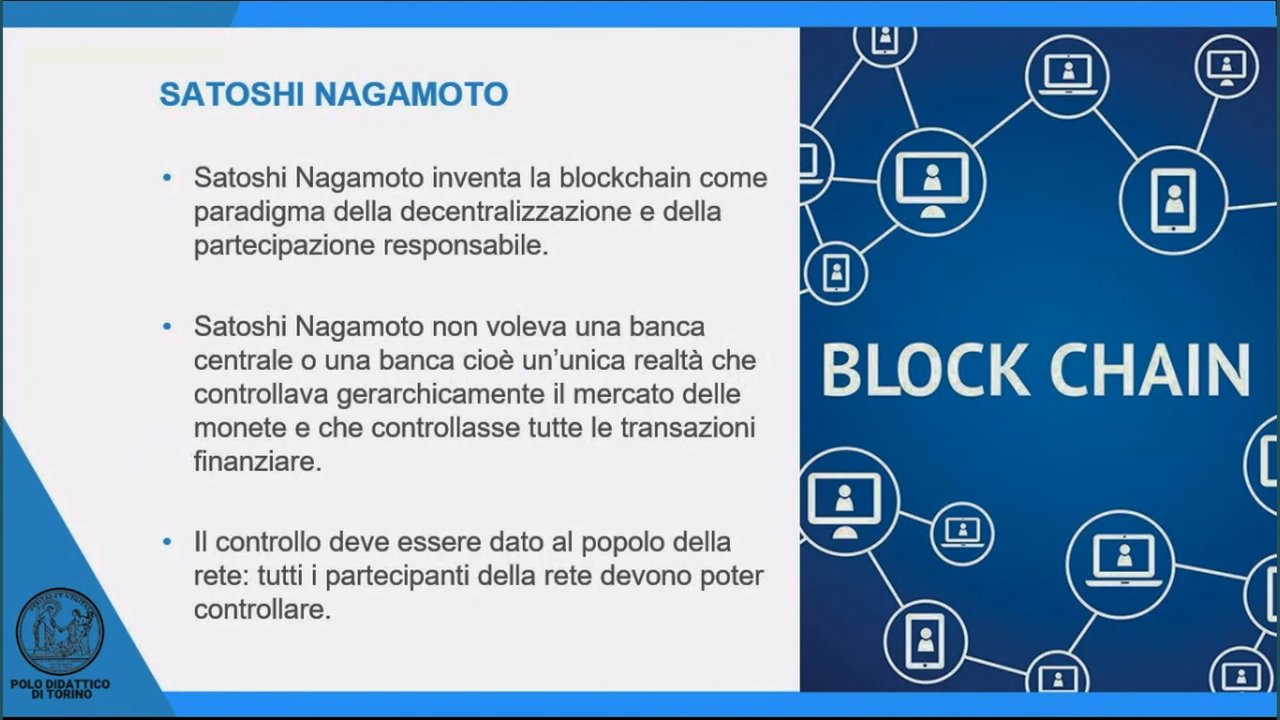 SATOSHI NAGAMOTO
• Satoshi Nagamoto inventa la blockchain come
paradigma della decentralizzazione e della
partecipazione responsabile.
• Satoshi Nagamoto non voleva una banca
centrale o una banca cioè un’unica realtà che
controllava gerarchicamente il mercato delle
monete e che controllasse tutte le transazioni
finanziare.
• Il controllo deve essere dato al popolo della
rete: tutti i partecipanti della rete devono poter
controllare.
BLOCK CHAIN
POLO DIDATTICO
DI TORINO